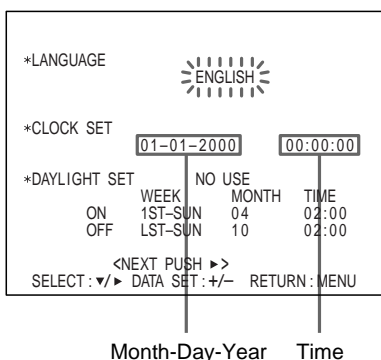 *LANGUAGE
ENGLISH
*CLOCK SET
01–01–2000 00:00:00
*DAYLIGHT SET NO USE
WEEK MONTH TIME
ON 1ST–SUN 04 02:00
OFF LST–SUN 10 02:00
<NEXT PUSH ►>
SELECT : ▼/► DATA SET : +/– RETURN : MENU
Month-Day-Year Time